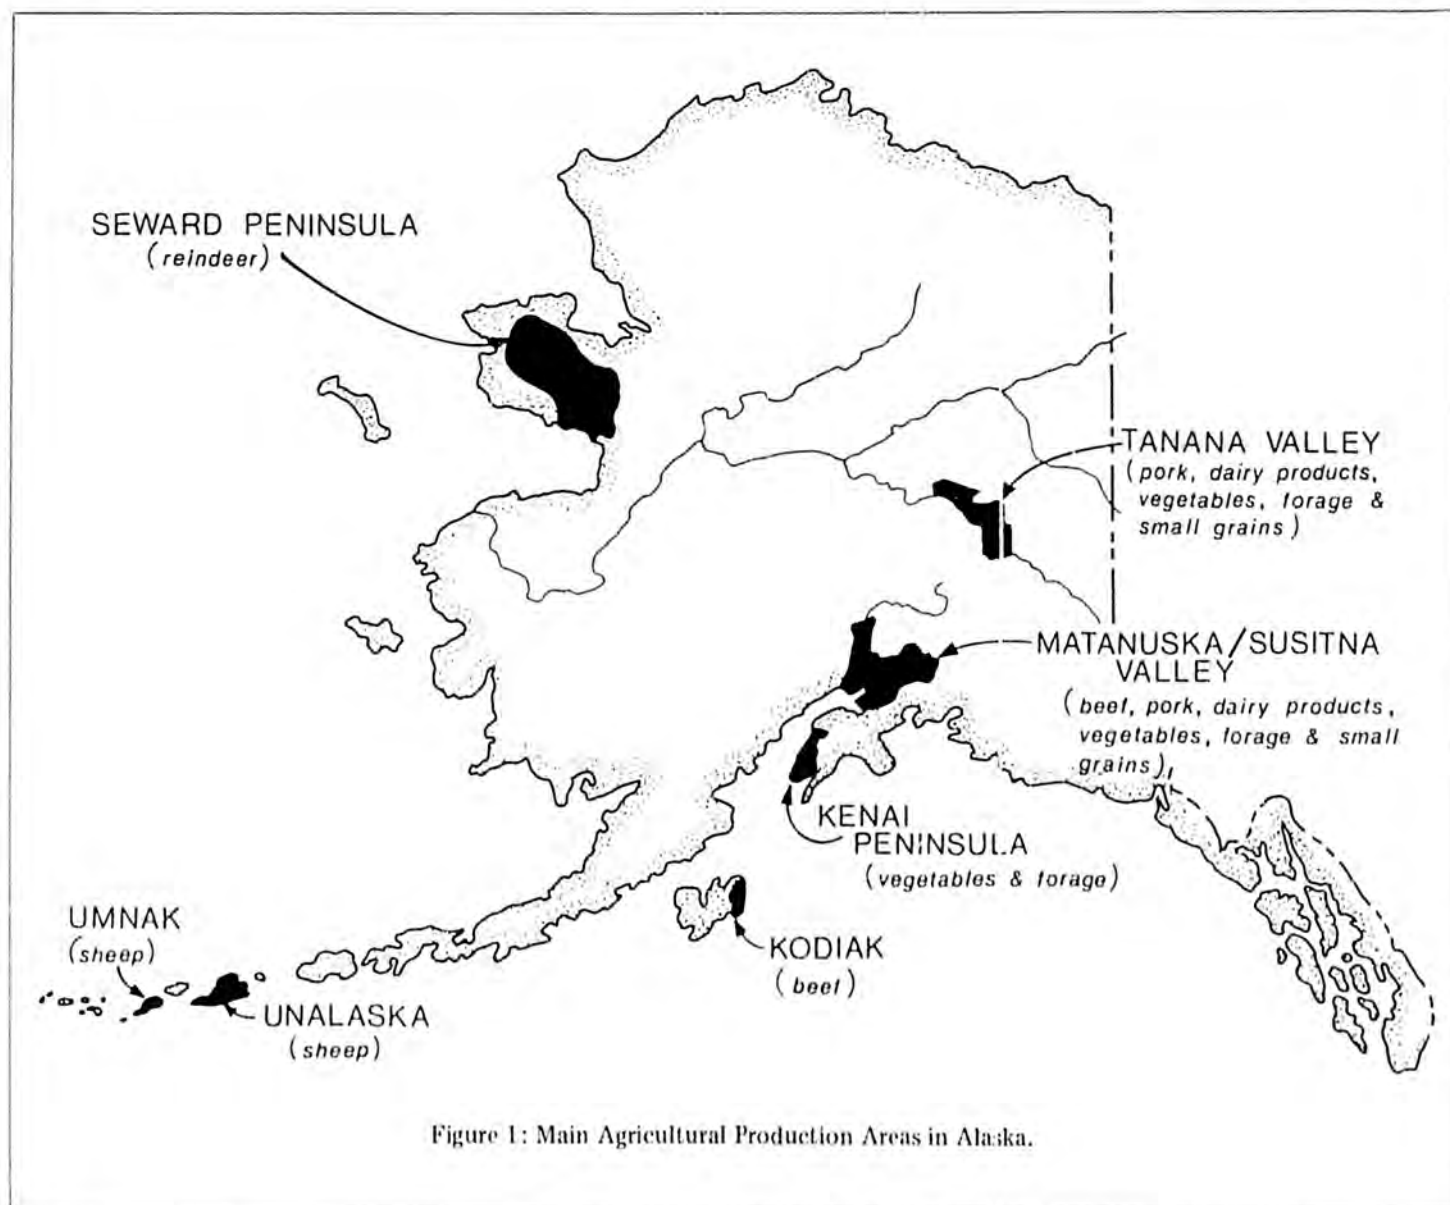 SEWARD PENINSULA
(reindeer)
TANANA VALLEY
(pork, dairy products,
vegetables, forage &
small grains)
MATANUSKA/SUSITNA
VALLEY
(beef, pork, dairy products,
vegetables, forage & small
grains)
KENAI
PENINSULA
(vegetables & forage)
KODIAK
(beef)
UMNAK
(sheep)
UNALASKA
(sheep)
Figure 1: Main Agricultural Production Areas in Alaska.